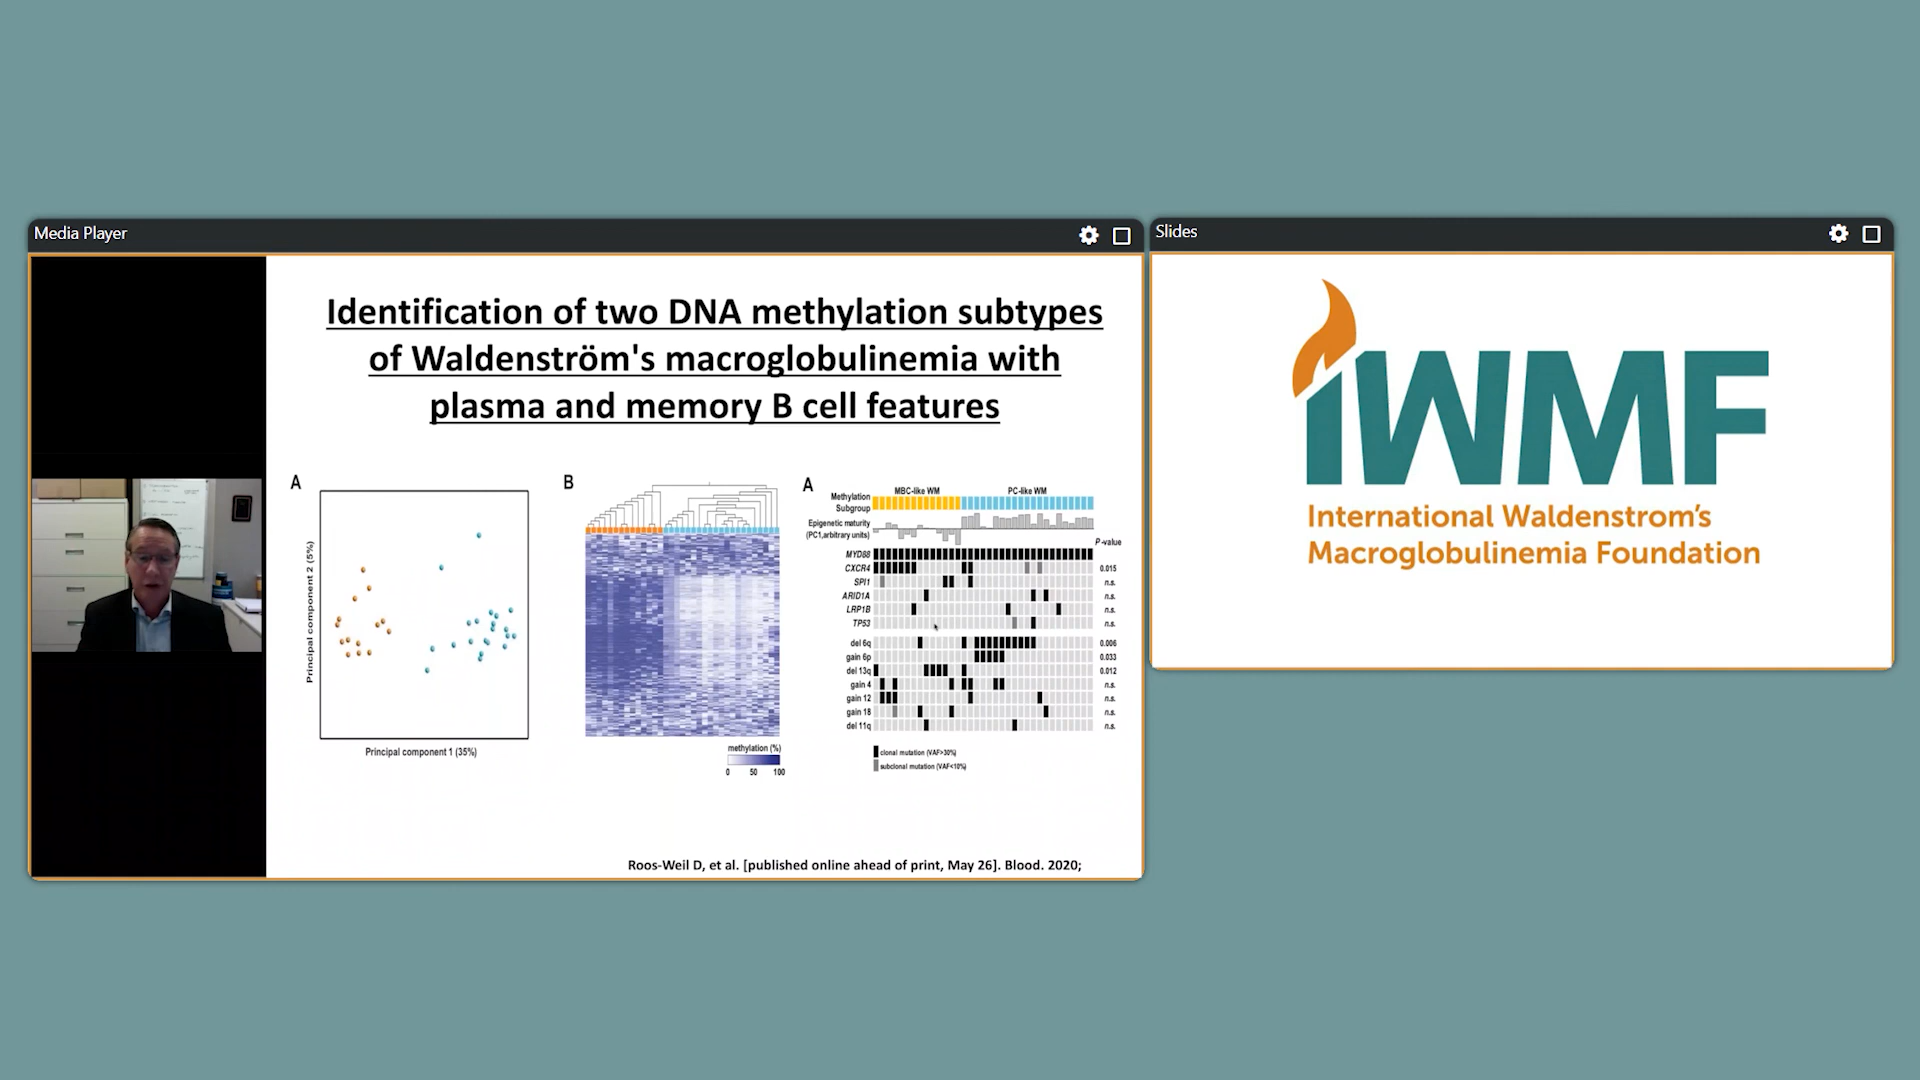 Media Player
Identification of two DNA methylation subtypes
of Waldenström's macroglobulinemia with
plasma and memory B cell features
A
Principal component 2 (5%)
Principal component 1 (35%)
B
methylation (%)
0 50 100
A
MBC-like WM PC-like WM
Methylation
Subgroup
Epigenetic maturity
(PC1,arbitrary units)
P-value
MYD88
CXCR4 0.015
SPI1 n.s.
ARID1A n.s.
LRP1B n.s.
TP53 n.s.
del 6q 0.006
gain 6p 0.033
del 13q 0.012
gain 4 n.s.
gain 12 n.s.
gain 18 n.s.
del 11q n.s.
clonal mutation (VAF>30%)
subclonal mutation (VAF<10%)
Roos-Weil D, et al. [published online ahead of print, May 26]. Blood. 2020;
Slides
IWMF
International Waldenstrom's
Macroglobulinemia Foundation